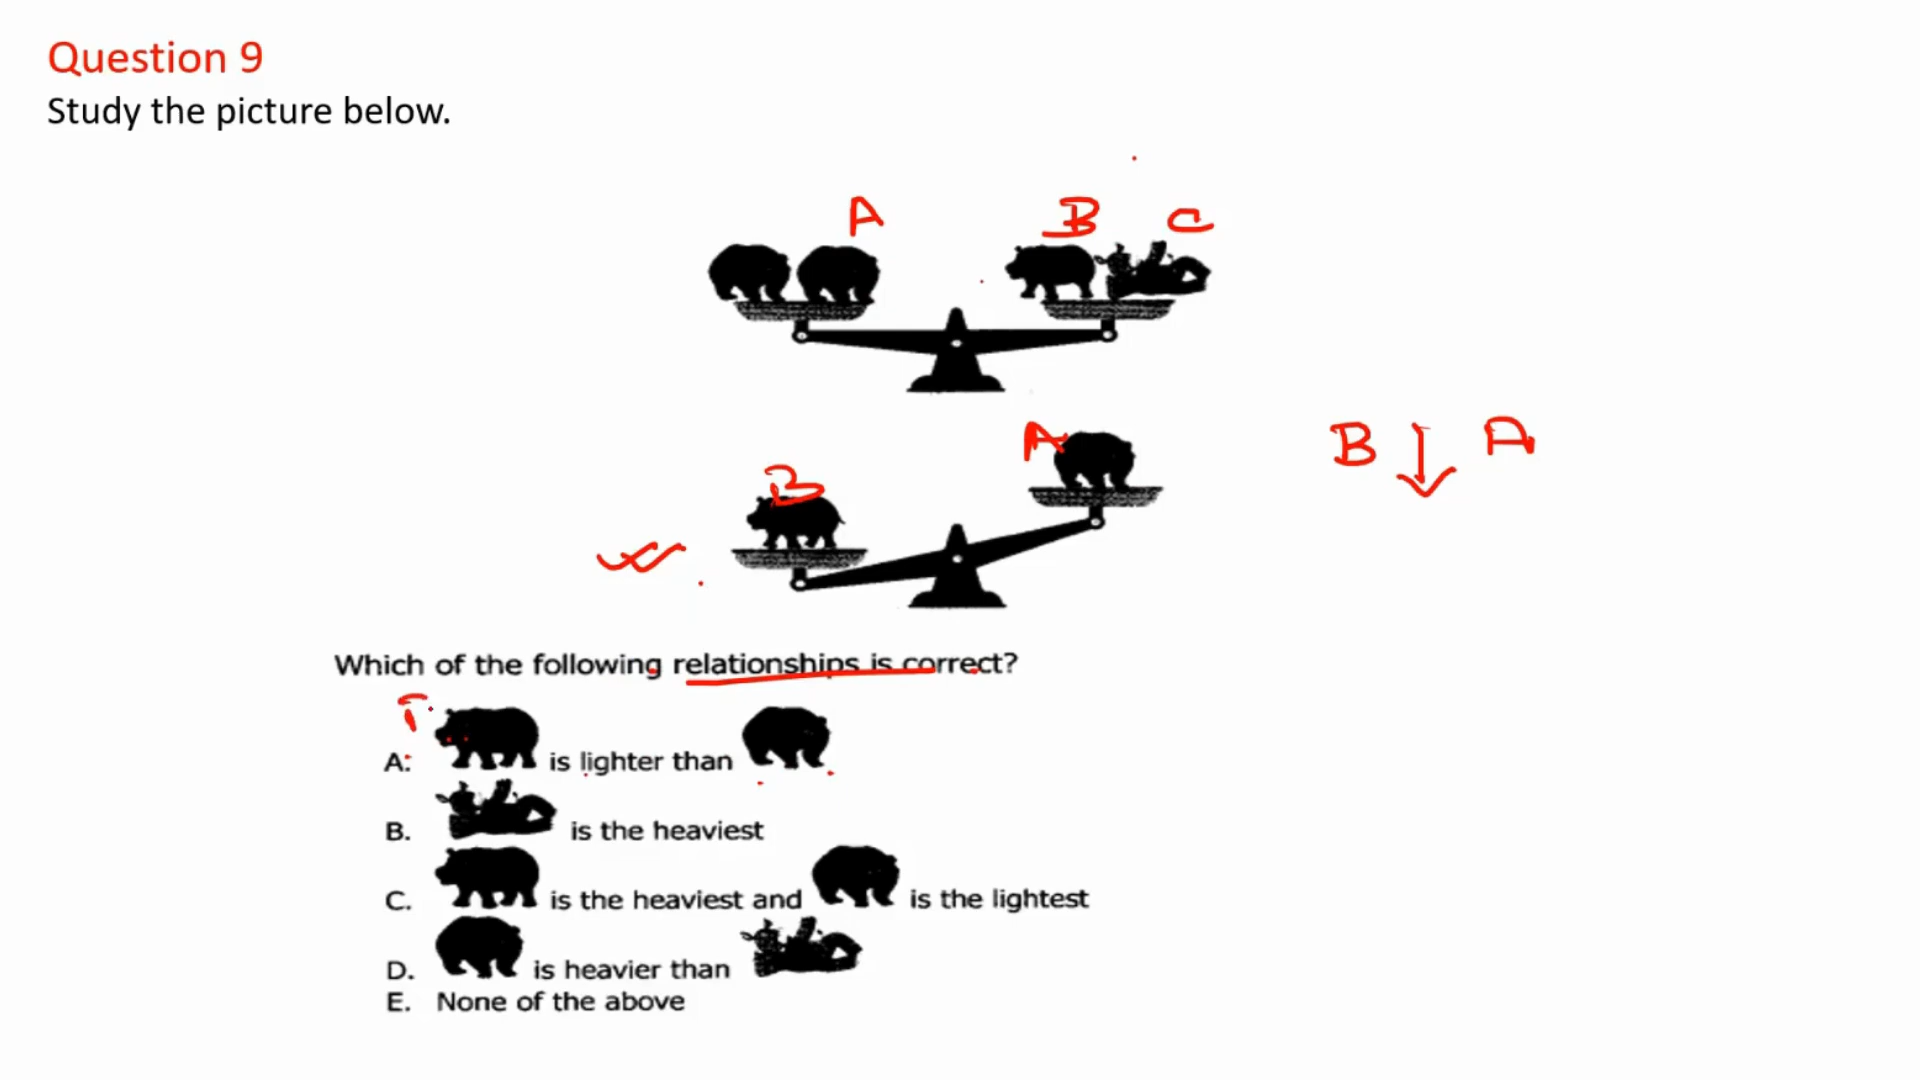 Question 9
Study the picture below.
A B C
A
B
B ↓ A
Which of the following relationships is correct?
A. is lighter than
B. is the heaviest
C. is the heaviest and is the lightest
D. is heavier than
E. None of the above